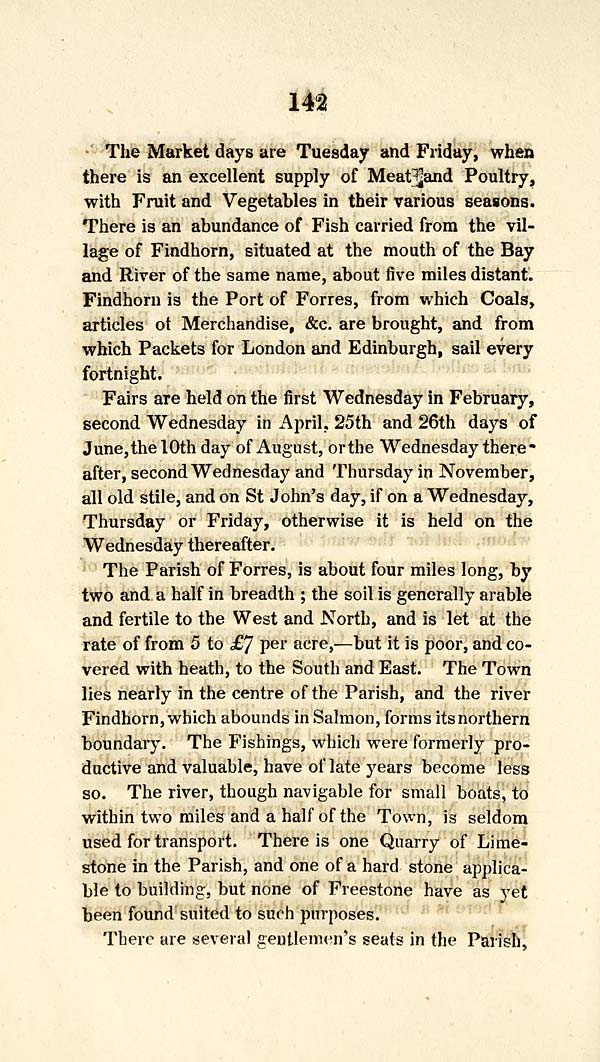 142
The Market days are Tuesday and Friday, when
there is an excellent supply of Meat and Poultry,
with Fruit and Vegetables in their various seasons.
There is an abundance of Fish carried from the vil-
lage of Findhorn, situated at the mouth of the Bay
and River of the same name, about five miles distant.
Findhorn is the Port of Forres, from which Coals,
articles of Merchandise, &c. are brought, and from
which Packets for London and Edinburgh, sail every
fortnight.
Fairs are held on the first Wednesday in February,
second Wednesday in April, 25th and 26th days of
June, the 10th day of August, or the Wednesday there-
after, second Wednesday and Thursday in November,
all old stile, and on St John's day, if on a Wednesday,
Thursday or Friday, otherwise it is held on the
Wednesday thereafter.
The Parish of Forres, is about four miles long, by
two and a half in breadth ; the soil is generally arable
and fertile to the West and North, and is let at the
rate of from 5 to £7 per acre,—but it is poor, and co-
vered with heath, to the South and East. The Town
lies nearly in the centre of the Parish, and the river
Findhorn, which abounds in Salmon, forms its northern
boundary. The Fishings, which were formerly pro-
ductive and valuable, have of late years become less
so. The river, though navigable for small boats, to
within two miles and a half of the Town, is seldom
used for transport. There is one Quarry of Lime-
stone in the Parish, and one of a hard stone applica-
ble to building, but none of Freestone have as yet
been found suited to such purposes.
There are several gentlemen's seats in the Parish,